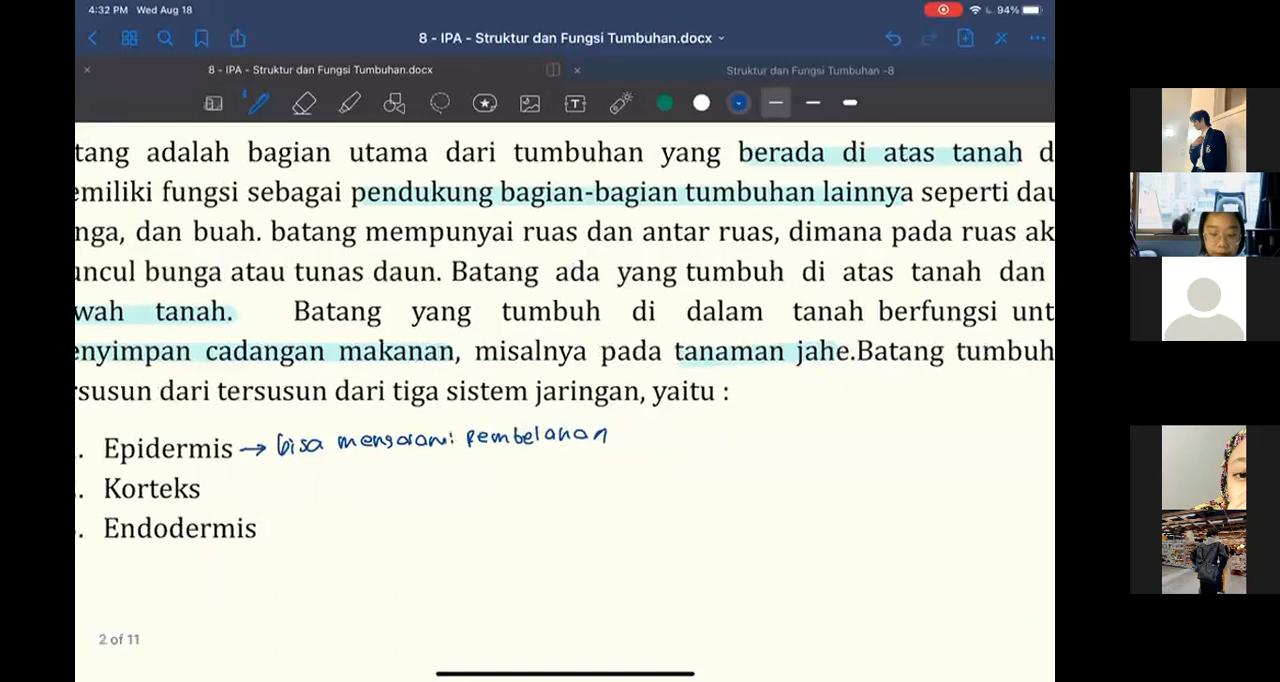 4:32 PM Wed Aug 18
94%
8 - IPA - Struktur dan Fungsi Tumbuhan.docx
8 - IPA - Struktur dan Fungsi Tumbuhan.docx
Struktur dan Fungsi Tumbuhan -8
tang adalah bagian utama dari tumbuhan yang berada di atas tanah d
emiliki fungsi sebagai pendukung bagian-bagian tumbuhan lainnya seperti dau
nga, dan buah. batang mempunyai ruas dan antar ruas, dimana pada ruas ak
uncul bunga atau tunas daun. Batang ada yang tumbuh di atas tanah dan
wah tanah. Batang yang tumbuh di dalam tanah berfungsi unt
enyimpan cadangan makanan, misalnya pada tanaman jahe.Batang tumbuh
rsusun dari tersusun dari tiga sistem jaringan, yaitu :
. Epidermis → bisa mengalami pembelahan
. Korteks
. Endodermis
2 of 11